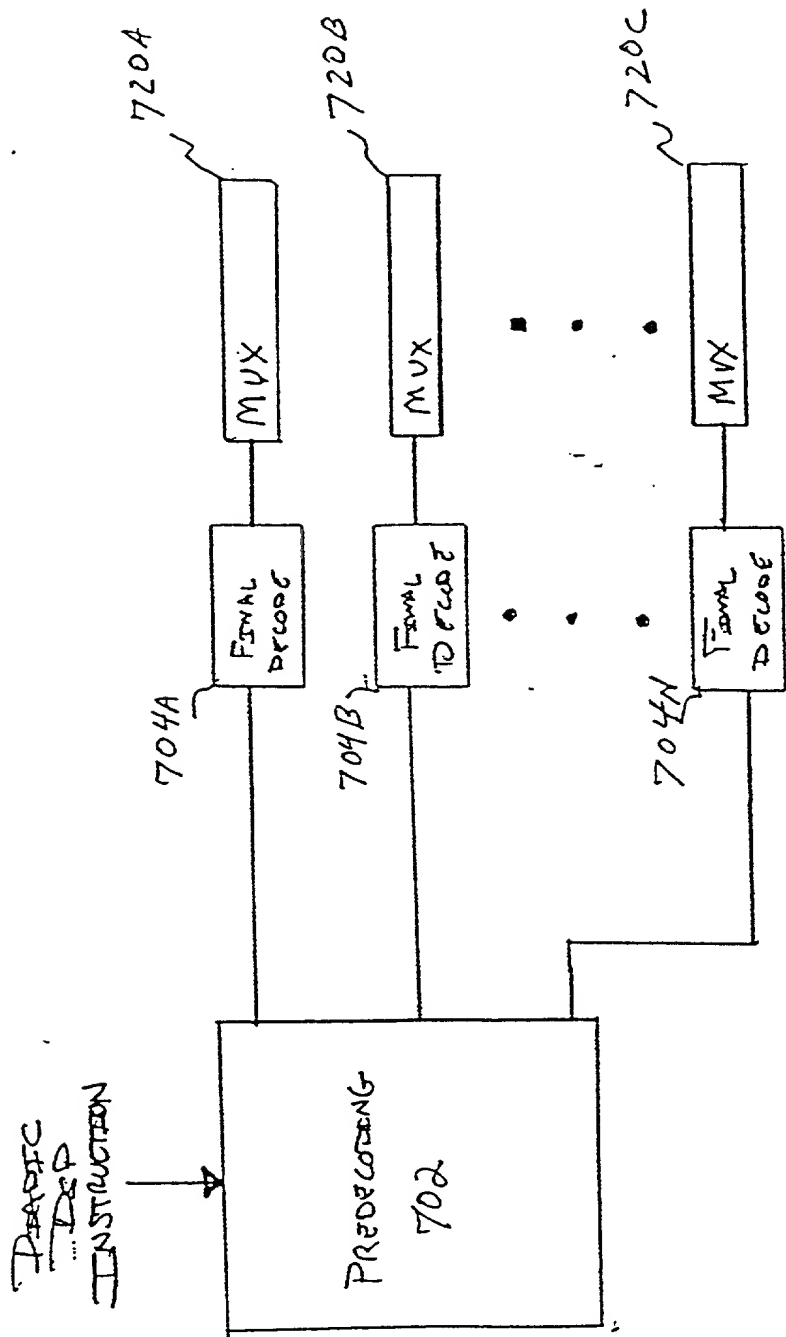 DYADIC
DSP
INSTRUCTION
PREDECODING
702
704A
FINAL
DECODE
MUX
720A
704B
FINAL
DECODE
MUX
720B
704N
FINAL
DECODE
MUX
720C